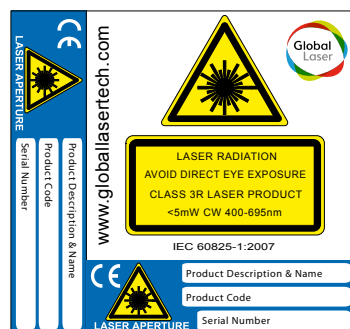 LASER APERTURE
CE
Product Description & Name
Product Code
Serial Number
www.globallasertech.com
Global
Laser
LASER RADIATION
AVOID DIRECT EYE EXPOSURE
CLASS 3R LASER PRODUCT
<5mW CW 400-695nm
IEC 60825-1:2007
CE
LASER APERTURE
Product Description & Name
Product Code
Serial Number